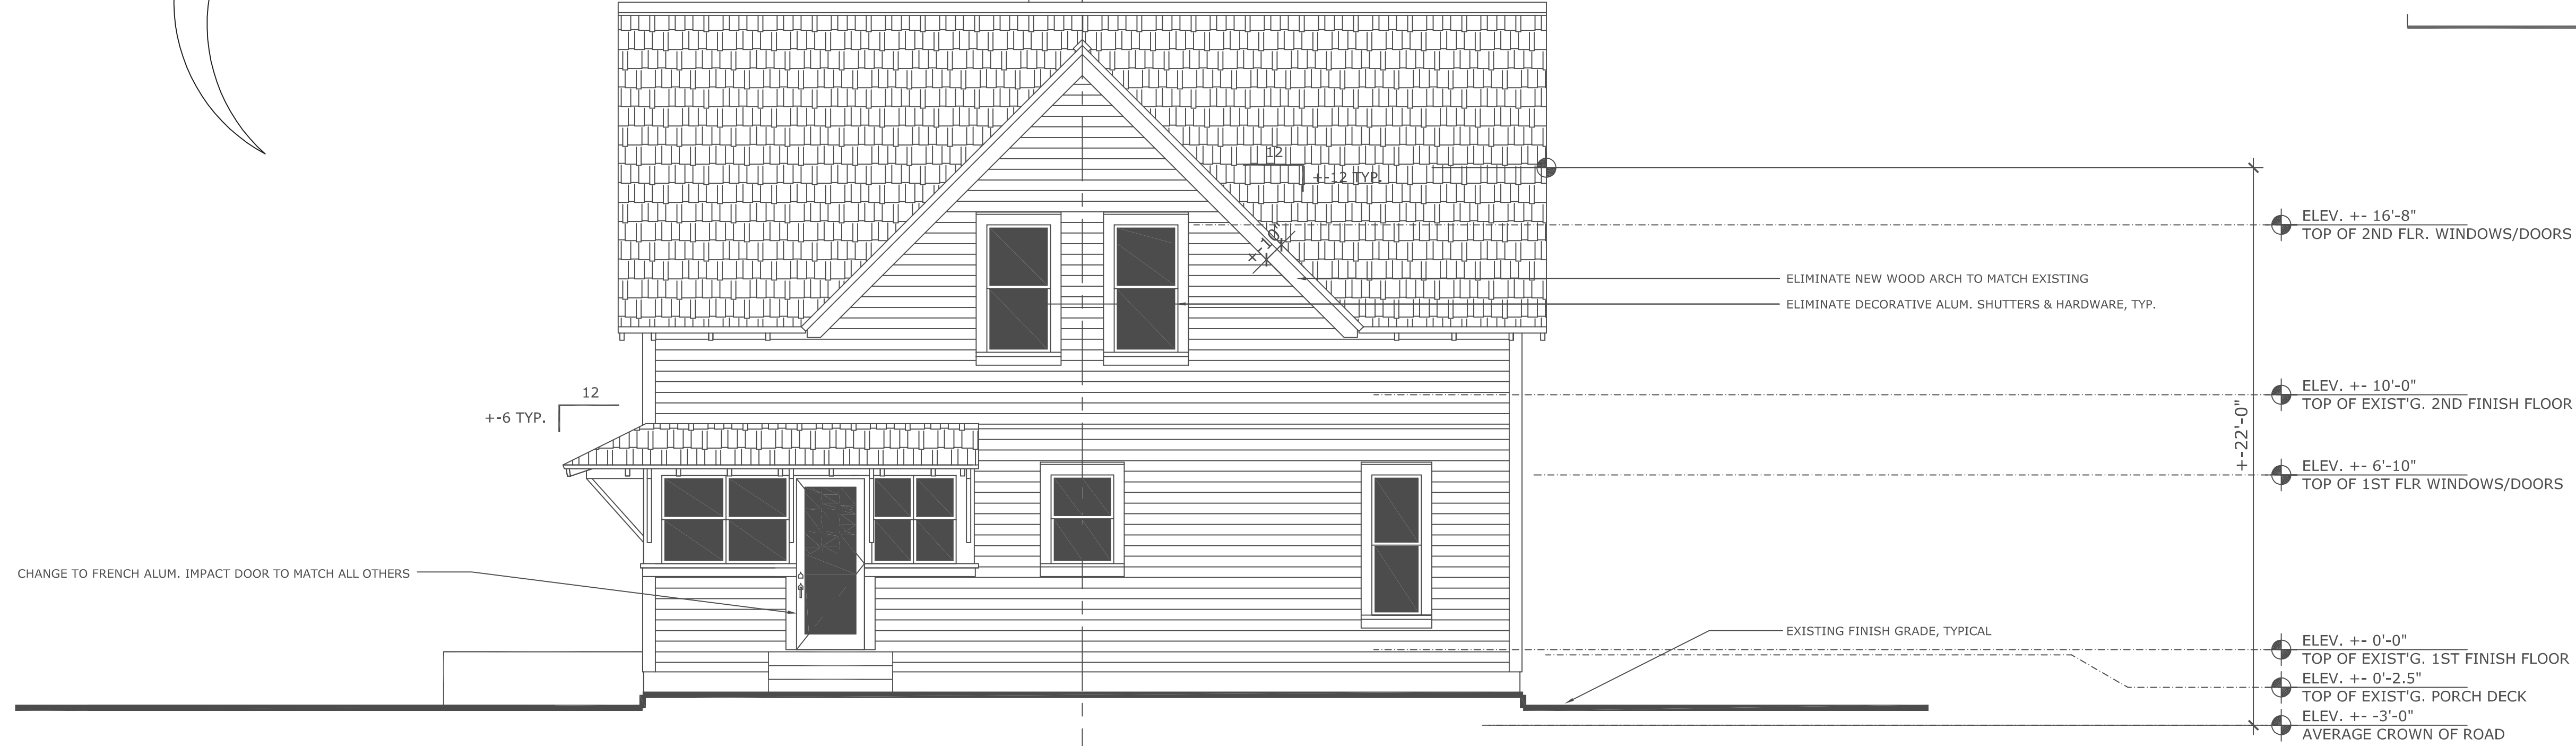 12
+-12 TYP.
+-10"
ELEV. +- 16'-8"
TOP OF 2ND FLR. WINDOWS/DOORS
ELIMINATE NEW WOOD ARCH TO MATCH EXISTING
ELIMINATE DECORATIVE ALUM. SHUTTERS & HARDWARE, TYP.
12
+-6 TYP.
ELEV. +- 10'-0"
TOP OF EXIST'G. 2ND FINISH FLOOR
+-22'-0"
ELEV. +- 6'-10"
TOP OF 1ST FLR WINDOWS/DOORS
CHANGE TO FRENCH ALUM. IMPACT DOOR TO MATCH ALL OTHERS
EXISTING FINISH GRADE, TYPICAL
ELEV. +- 0'-0"
TOP OF EXIST'G. 1ST FINISH FLOOR
ELEV. +- 0'-2.5"
TOP OF EXIST'G. PORCH DECK
ELEV. +- -3'-0"
AVERAGE CROWN OF ROAD